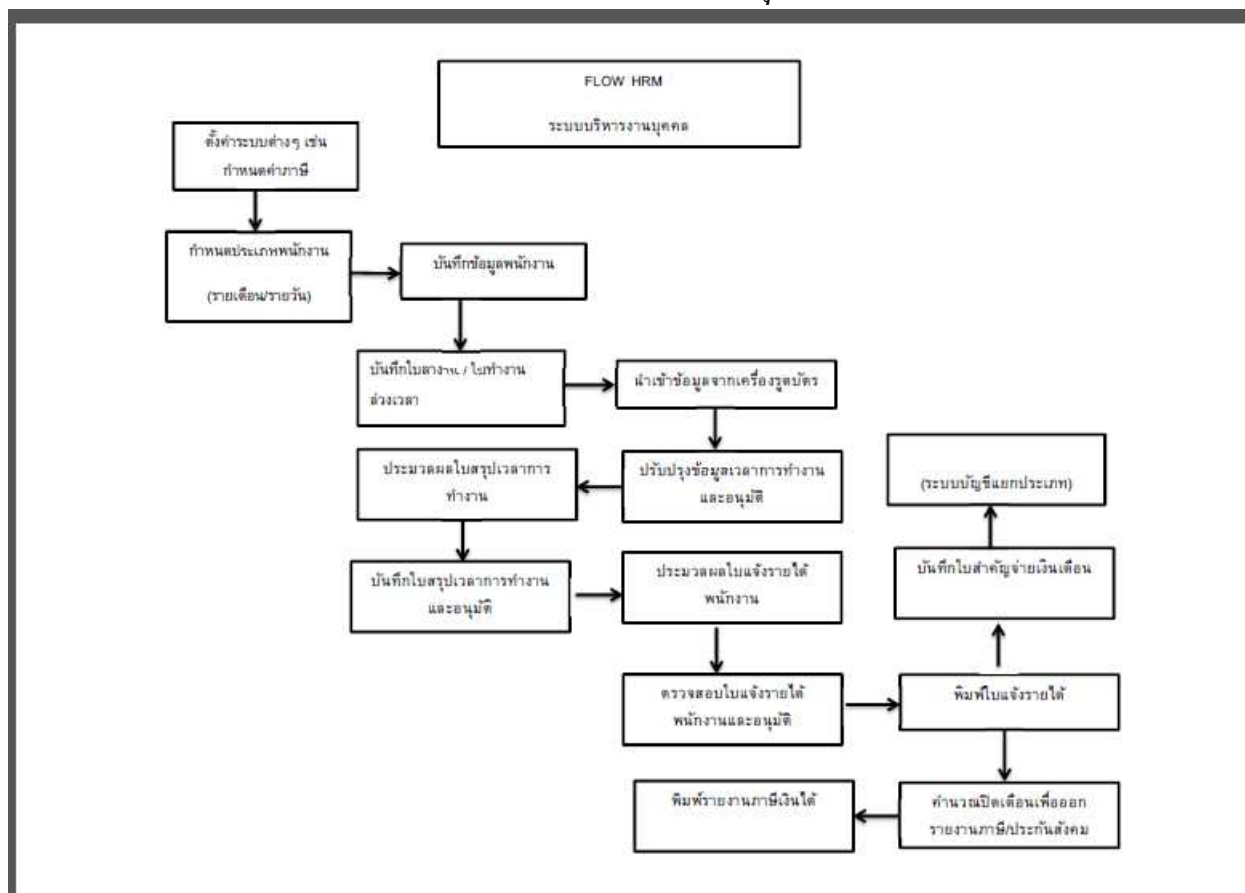 FLOW HRM
ระบบบริหารงานบุคคล
ตั้งค่าระบบต่างๆ เช่น
กำหนดค่าภาษี
กำหนดประเภทพนักงาน
(รายเดือน/รายวัน)
บันทึกข้อมูลพนักงาน
บันทึกใบลางาน / ใบทำงาน
ล่วงเวลา
นำเข้าข้อมูลจากเครื่องรูดบัตร
ประมวลผลใบสรุปเวลาการ
ทำงาน
ปรับปรุงข้อมูลเวลาการทำงาน
และอนุมัติ
(ระบบบัญชีแยกประเภท)
บันทึกใบสรุปเวลาการทำงาน
และอนุมัติ
ประมวลผลใบแจ้งรายได้
พนักงาน
บันทึกใบสำคัญจ่ายเงินเดือน
ตรวจสอบใบแจ้งรายได้
พนักงานและอนุมัติ
พิมพ์ใบแจ้งรายได้
พิมพ์รายงานภาษีเงินได้
คำนวณปิดเดือนเพื่อออก
รายงานภาษี/ประกันสังคม